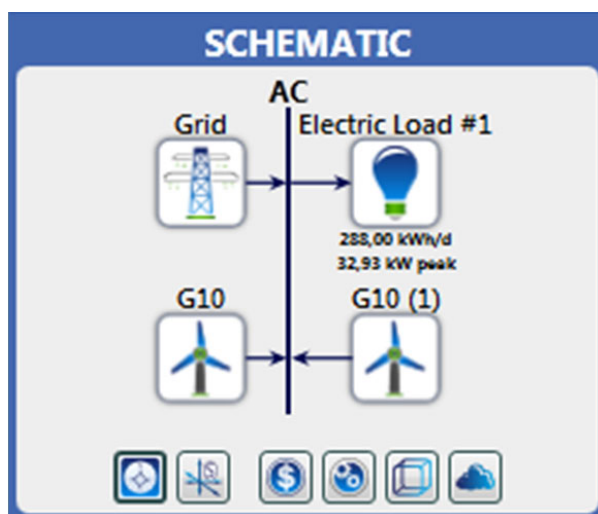 SCHEMATIC
AC
Grid
Electric Load #1
288,00 kWh/d
32,93 kW peak
G10
G10 (1)